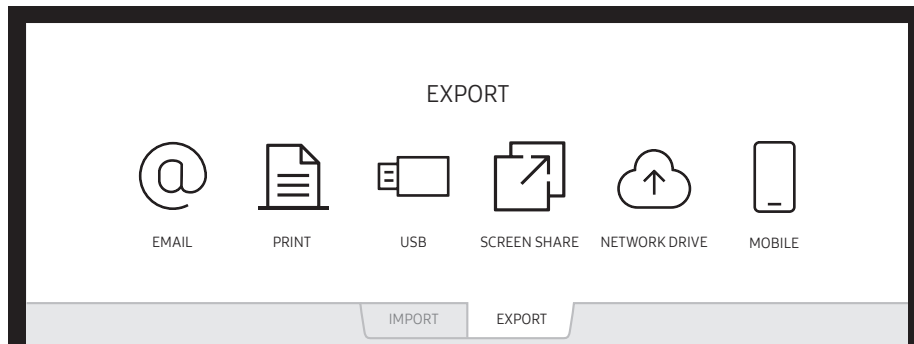 EXPORT
EMAIL PRINT USB SCREEN SHARE NETWORK DRIVE MOBILE
IMPORT EXPORT